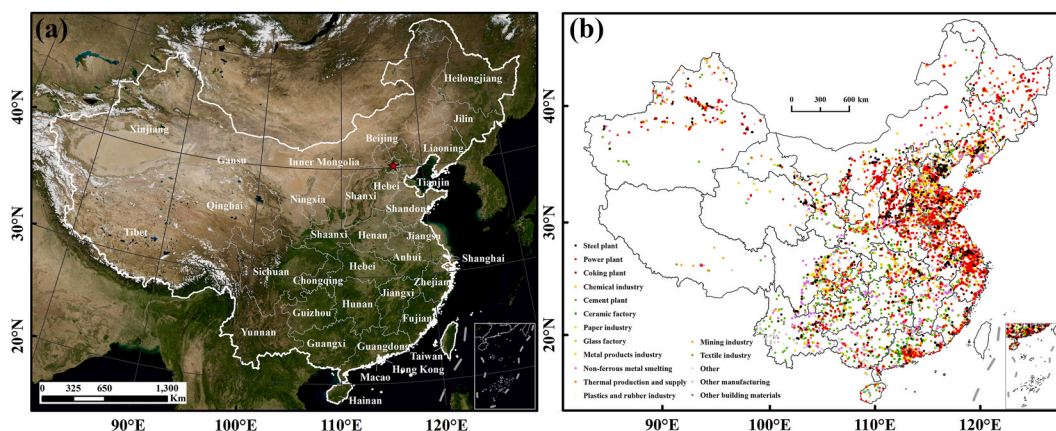 (a)
Heilongjiang
Jilin
Liaoning
Beijing
Xinjiang
Gansu
Inner Mongolia
Tianjin
Hebei
Shanxi
Ningxia
Shandong
Qinghai
Tibet
Shaanxi
Henan
Jiangsu
Anhui
Shanghai
Hebei
Sichuan
Chongqing
Zhejiang
Jiangxi
Hunan
Guizhou
Fujian
Yunnan
Guangxi
Guangdong
Taiwan
Hong Kong
Macao
Hainan
0 325 650 1,300
Km
40°N
30°N
20°N
90°E 100°E 110°E 120°E
(b)
0 300 600 km
Steel plant
Power plant
Coking plant
Chemical industry
Cement plant
Ceramic factory
Paper industry
Glass factory
Metal products industry
Non-ferrous metal smelting
Thermal production and supply
Plastics and rubber industry
Mining industry
Textile industry
Other
Other manufacturing
Other building materials
40°N
30°N
20°N
90°E 100°E 110°E 120°E